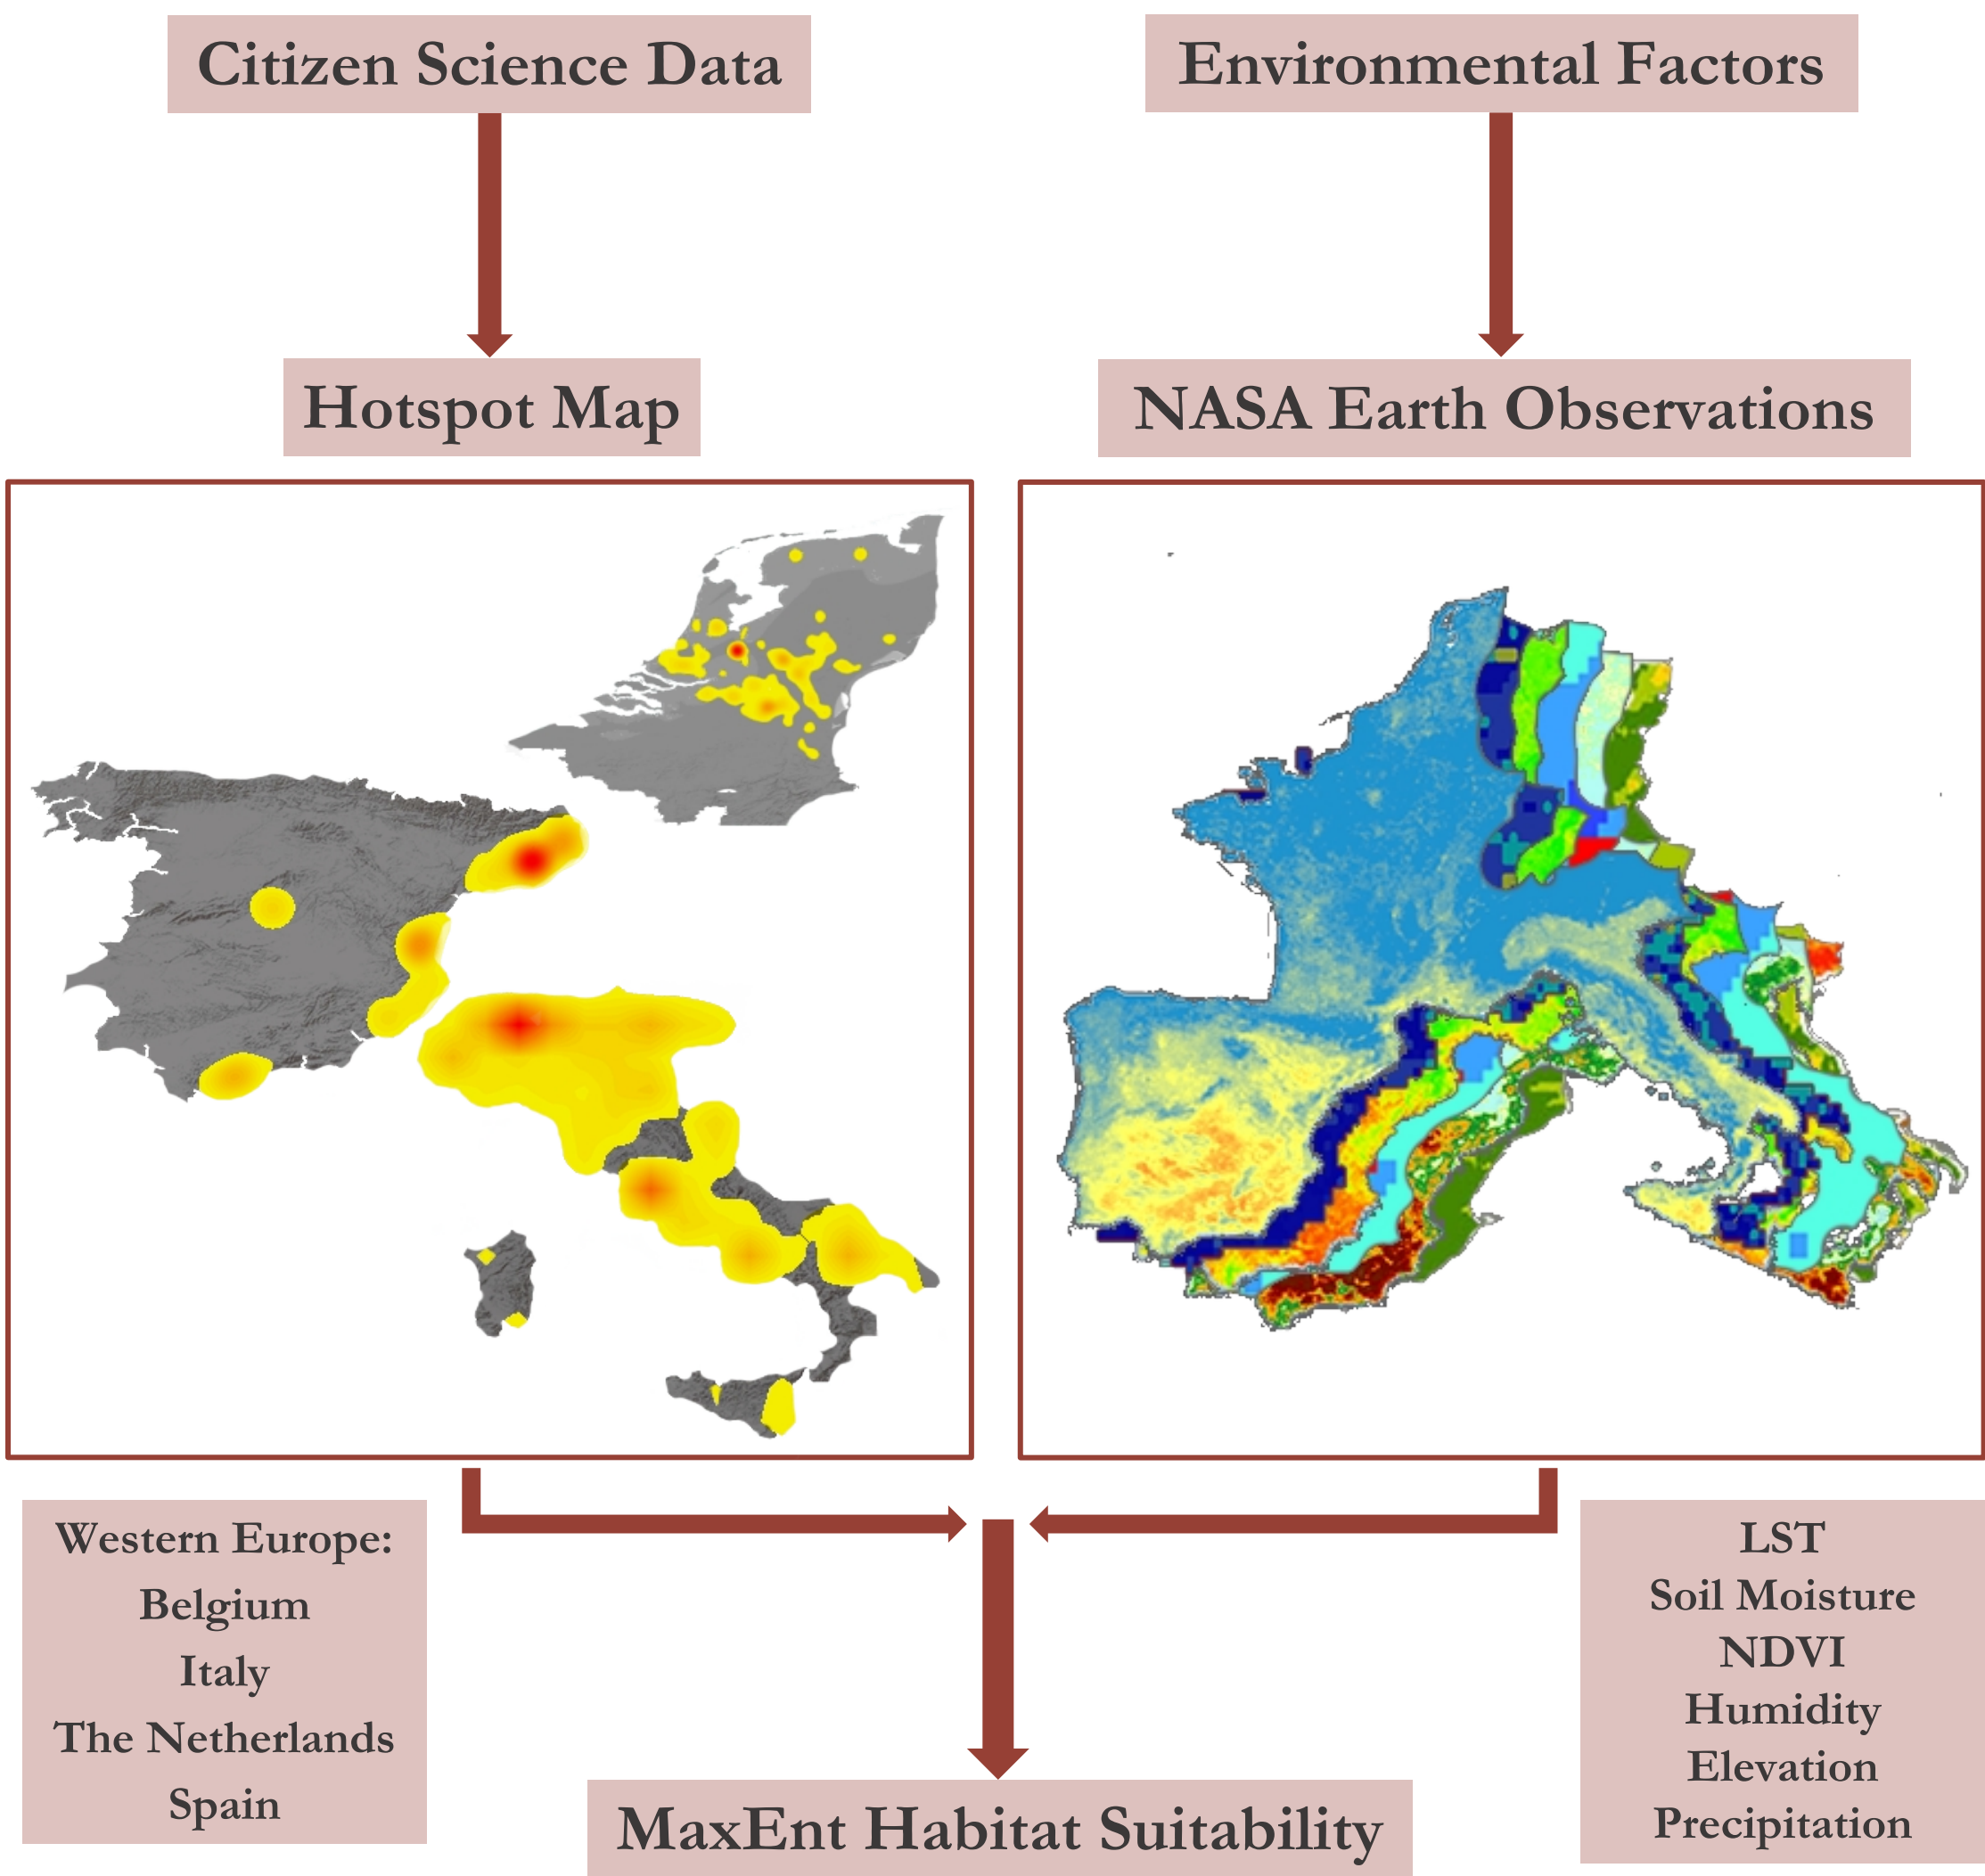 Citizen Science Data
Environmental Factors
Hotspot Map
NASA Earth Observations
Western Europe:
Belgium
Italy
The Netherlands
Spain
LST
Soil Moisture
NDVI
Humidity
Elevation
Precipitation
MaxEnt Habitat Suitability